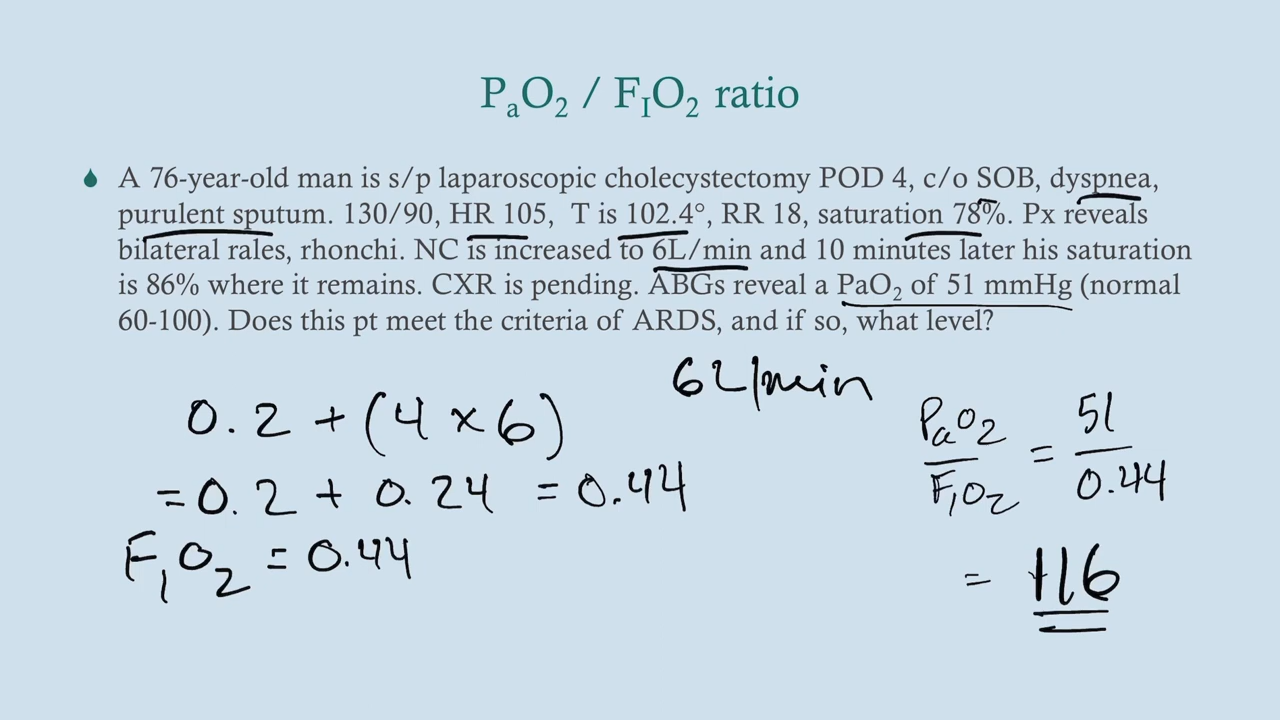 PaO2 / FIO2 ratio
A 76-year-old man is s/p laparoscopic cholecystectomy POD 4, c/o SOB, dyspnea,
purulent sputum. 130/90, HR 105, T is 102.4°, RR 18, saturation 78%. Px reveals
bilateral rales, rhonchi. NC is increased to 6L/min and 10 minutes later his saturation
is 86% where it remains. CXR is pending. ABGs reveal a PaO2 of 51 mmHg (normal
60-100). Does this pt meet the criteria of ARDS, and if so, what level?
6L/min
0.2 + (4 × 6)
= 0.2 + 0.24 = 0.44
FIO2 = 0.44
PaO2 / FIO2 = 51 / 0.44
= 116